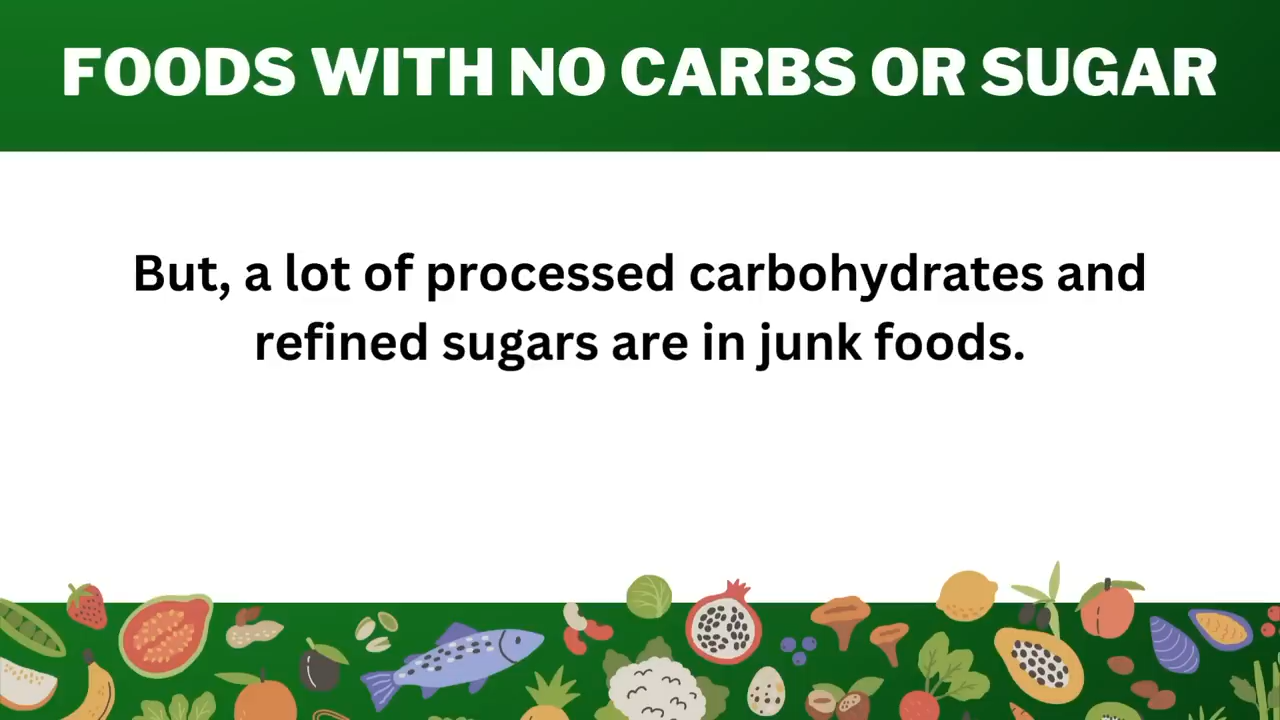 FOODS WITH NO CARBS OR SUGAR
But, a lot of processed carbohydrates and
refined sugars are in junk foods.